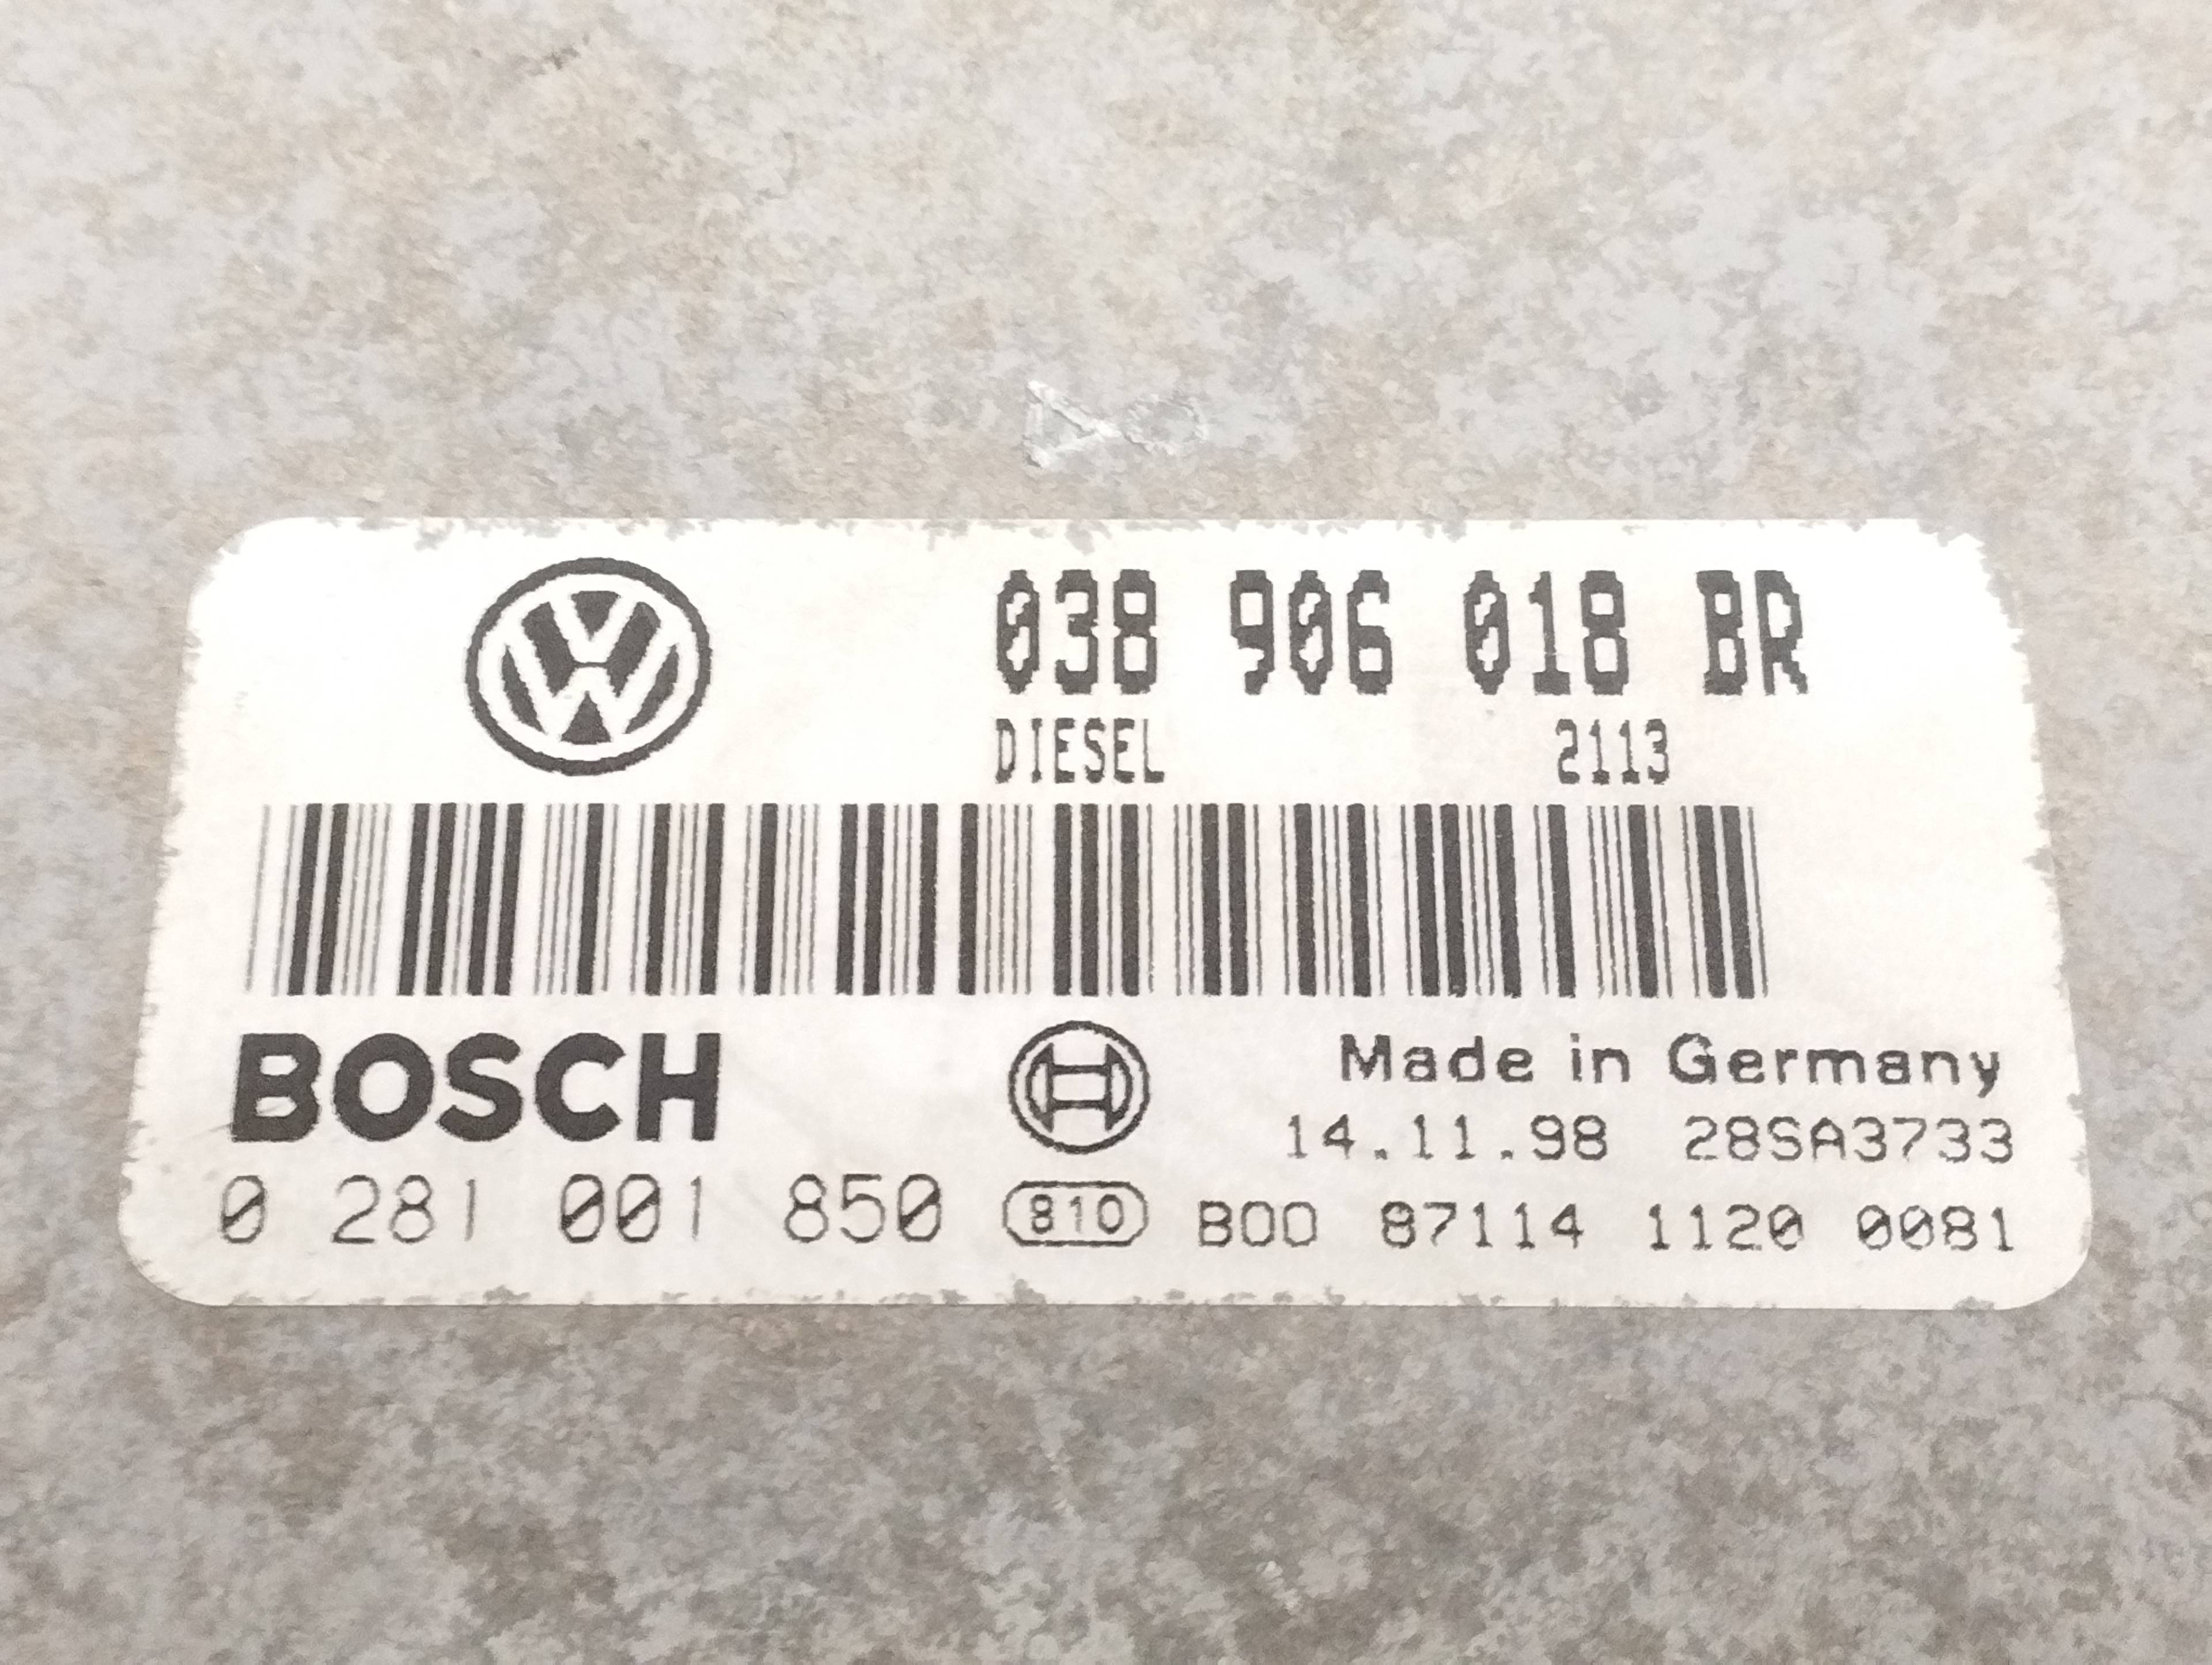 038 906 018 BR
DIESEL 2113
BOSCH
Made in Germany
14.11.98 28SA3733
0 281 001 850 810 B00 87114 1120 0081